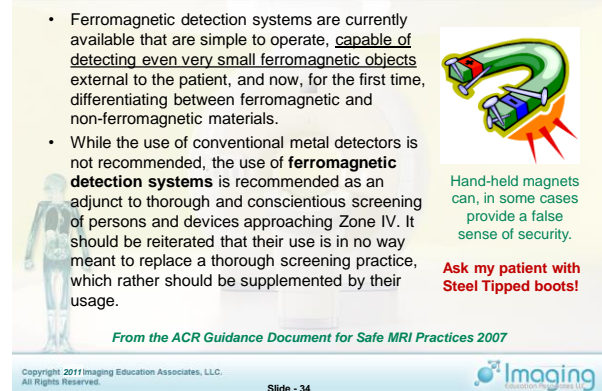 • Ferromagnetic detection systems are currently
available that are simple to operate, capable of
detecting even very small ferromagnetic objects
external to the patient, and now, for the first time,
differentiating between ferromagnetic and
non-ferromagnetic materials.
• While the use of conventional metal detectors is
not recommended, the use of ferromagnetic
detection systems is recommended as an
adjunct to thorough and conscientious screening
of persons and devices approaching Zone IV. It
should be reiterated that their use is in no way
meant to replace a thorough screening practice,
which rather should be supplemented by their
usage.
Hand-held magnets
can, in some cases
provide a false
sense of security.
Ask my patient with
Steel Tipped boots!
From the ACR Guidance Document for Safe MRI Practices 2007
Copyright 2011 Imaging Education Associates, LLC.
All Rights Reserved.
Slide - 34
Imaging
Education Associates LLC